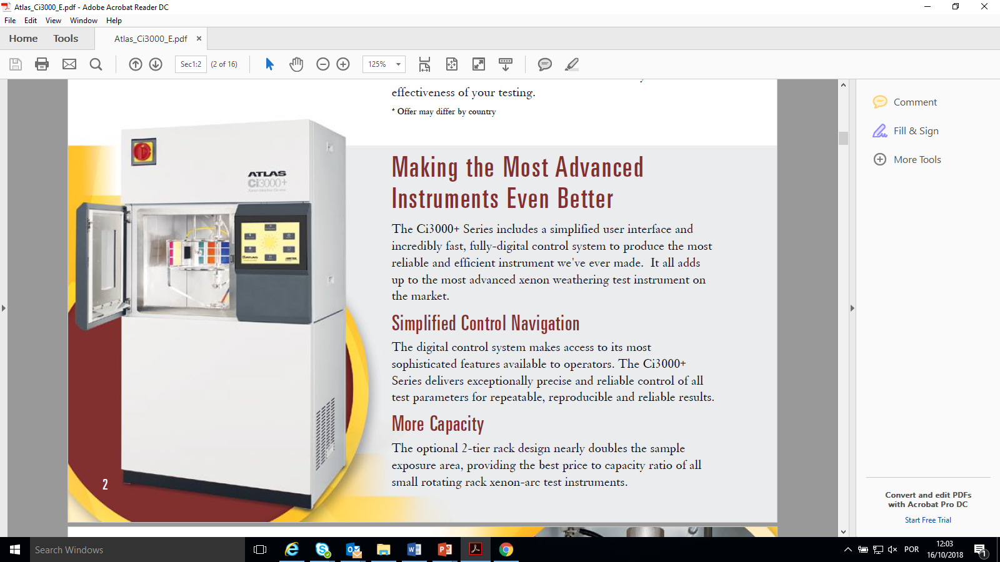 Atlas_Ci3000_E.pdf - Adobe Acrobat Reader DC
File Edit View Window Help
Home Tools Atlas_Ci3000_E.pdf ×
Sec1:2 (2 of 16) 125%
effectiveness of your testing.
* Offer may differ by country
ATLAS
Ci3000+
Making the Most Advanced
Instruments Even Better
The Ci3000+ Series includes a simplified user interface and
incredibly fast, fully-digital control system to produce the most
reliable and efficient instrument we've ever made.  It all adds
up to the most advanced xenon weathering test instrument on
the market.
Simplified Control Navigation
The digital control system makes access to its most
sophisticated features available to operators. The Ci3000+
Series delivers exceptionally precise and reliable control of all
test parameters for repeatable, reproducible and reliable results.
More Capacity
The optional 2-tier rack design nearly doubles the sample
exposure area, providing the best price to capacity ratio of all
small rotating rack xenon-arc test instruments.
2
Comment
Fill & Sign
More Tools
Convert and edit PDFs
with Acrobat Pro DC
Start Free Trial
Search Windows
POR
12:03
16/10/2018
1